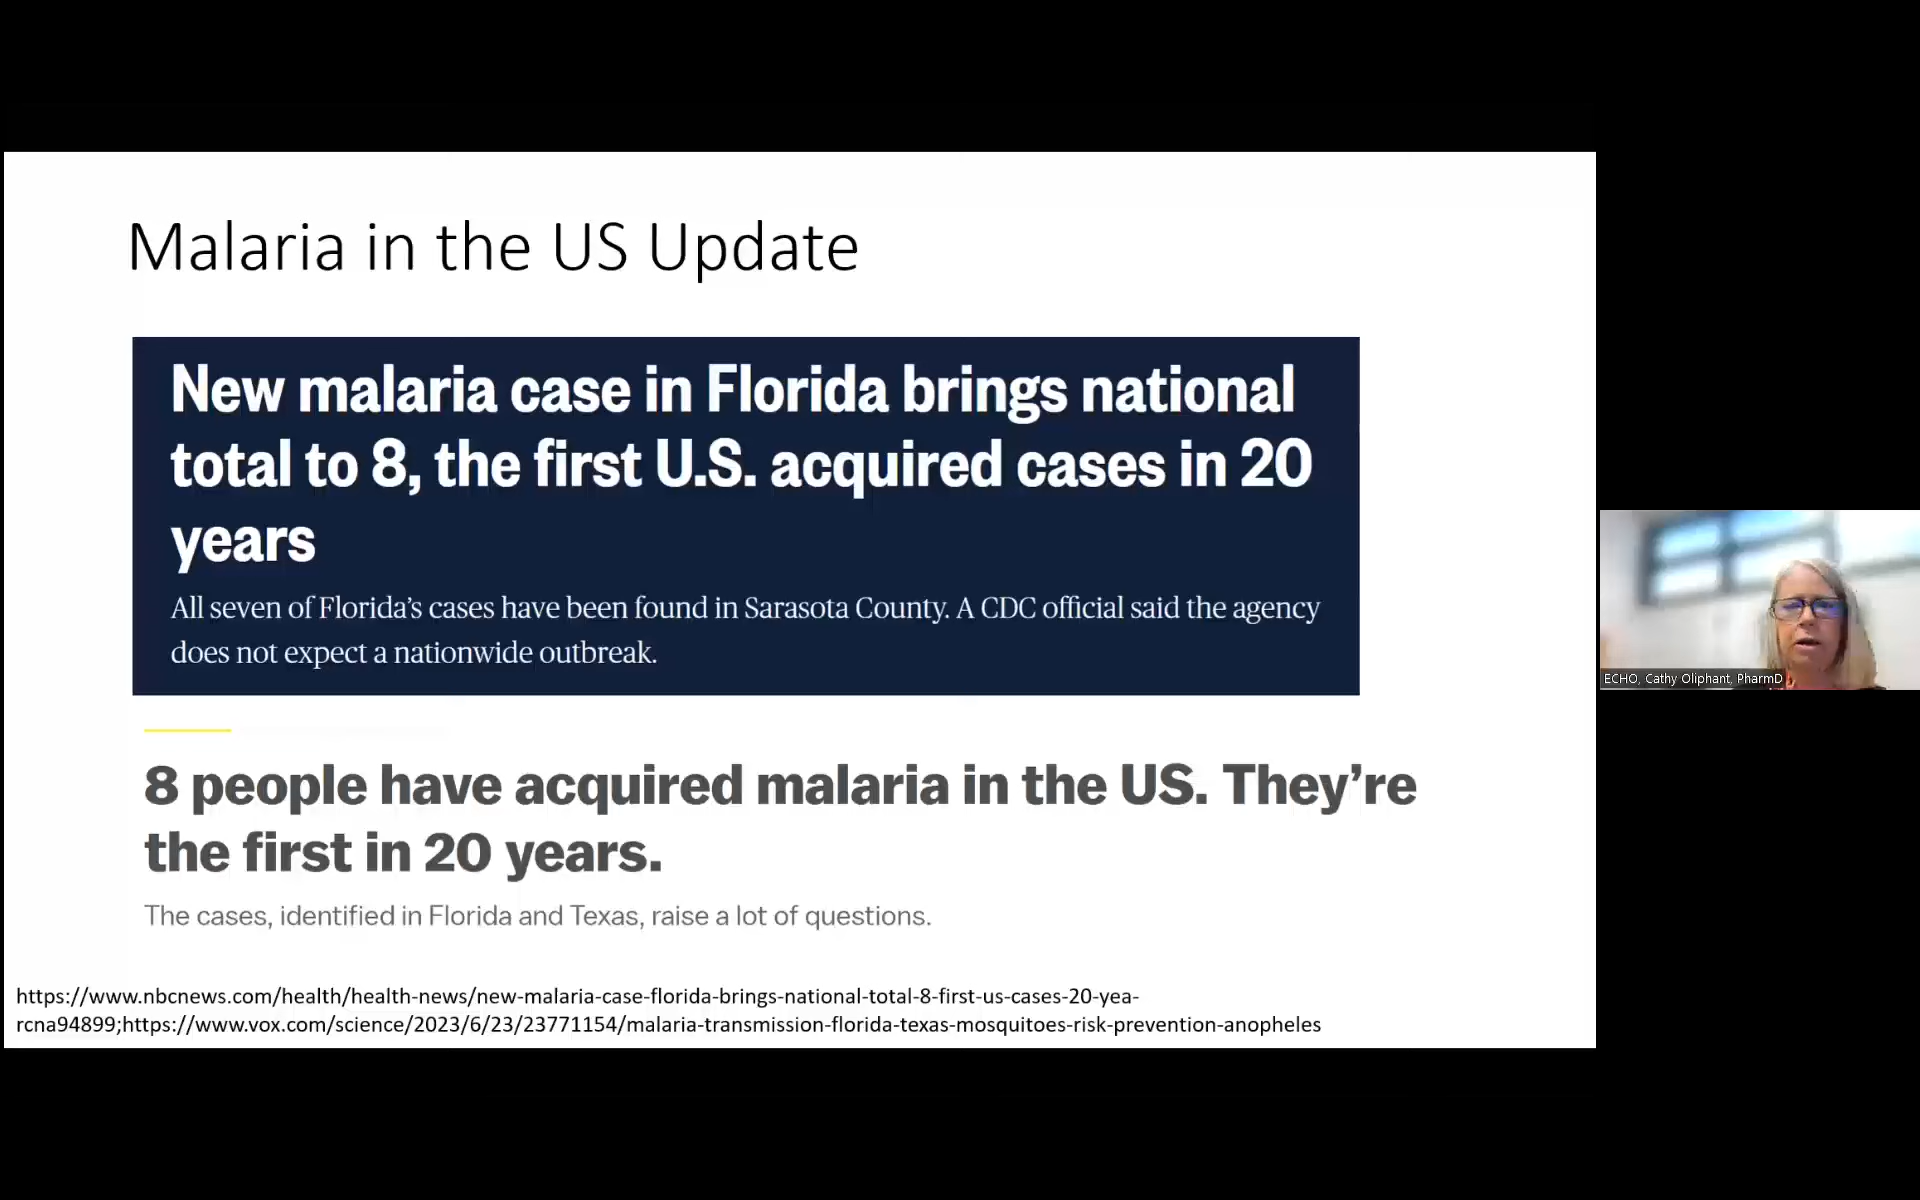 Malaria in the US Update
New malaria case in Florida brings national
total to 8, the first U.S. acquired cases in 20
years
All seven of Florida’s cases have been found in Sarasota County. A CDC official said the agency
does not expect a nationwide outbreak.
8 people have acquired malaria in the US. They’re
the first in 20 years.
The cases, identified in Florida and Texas, raise a lot of questions.
https://www.nbcnews.com/health/health-news/new-malaria-case-florida-brings-national-total-8-first-us-cases-20-yea-
rcna94899;https://www.vox.com/science/2023/6/23/23771154/malaria-transmission-florida-texas-mosquitoes-risk-prevention-anopheles
ECHO, Cathy Oliphant, PharmD